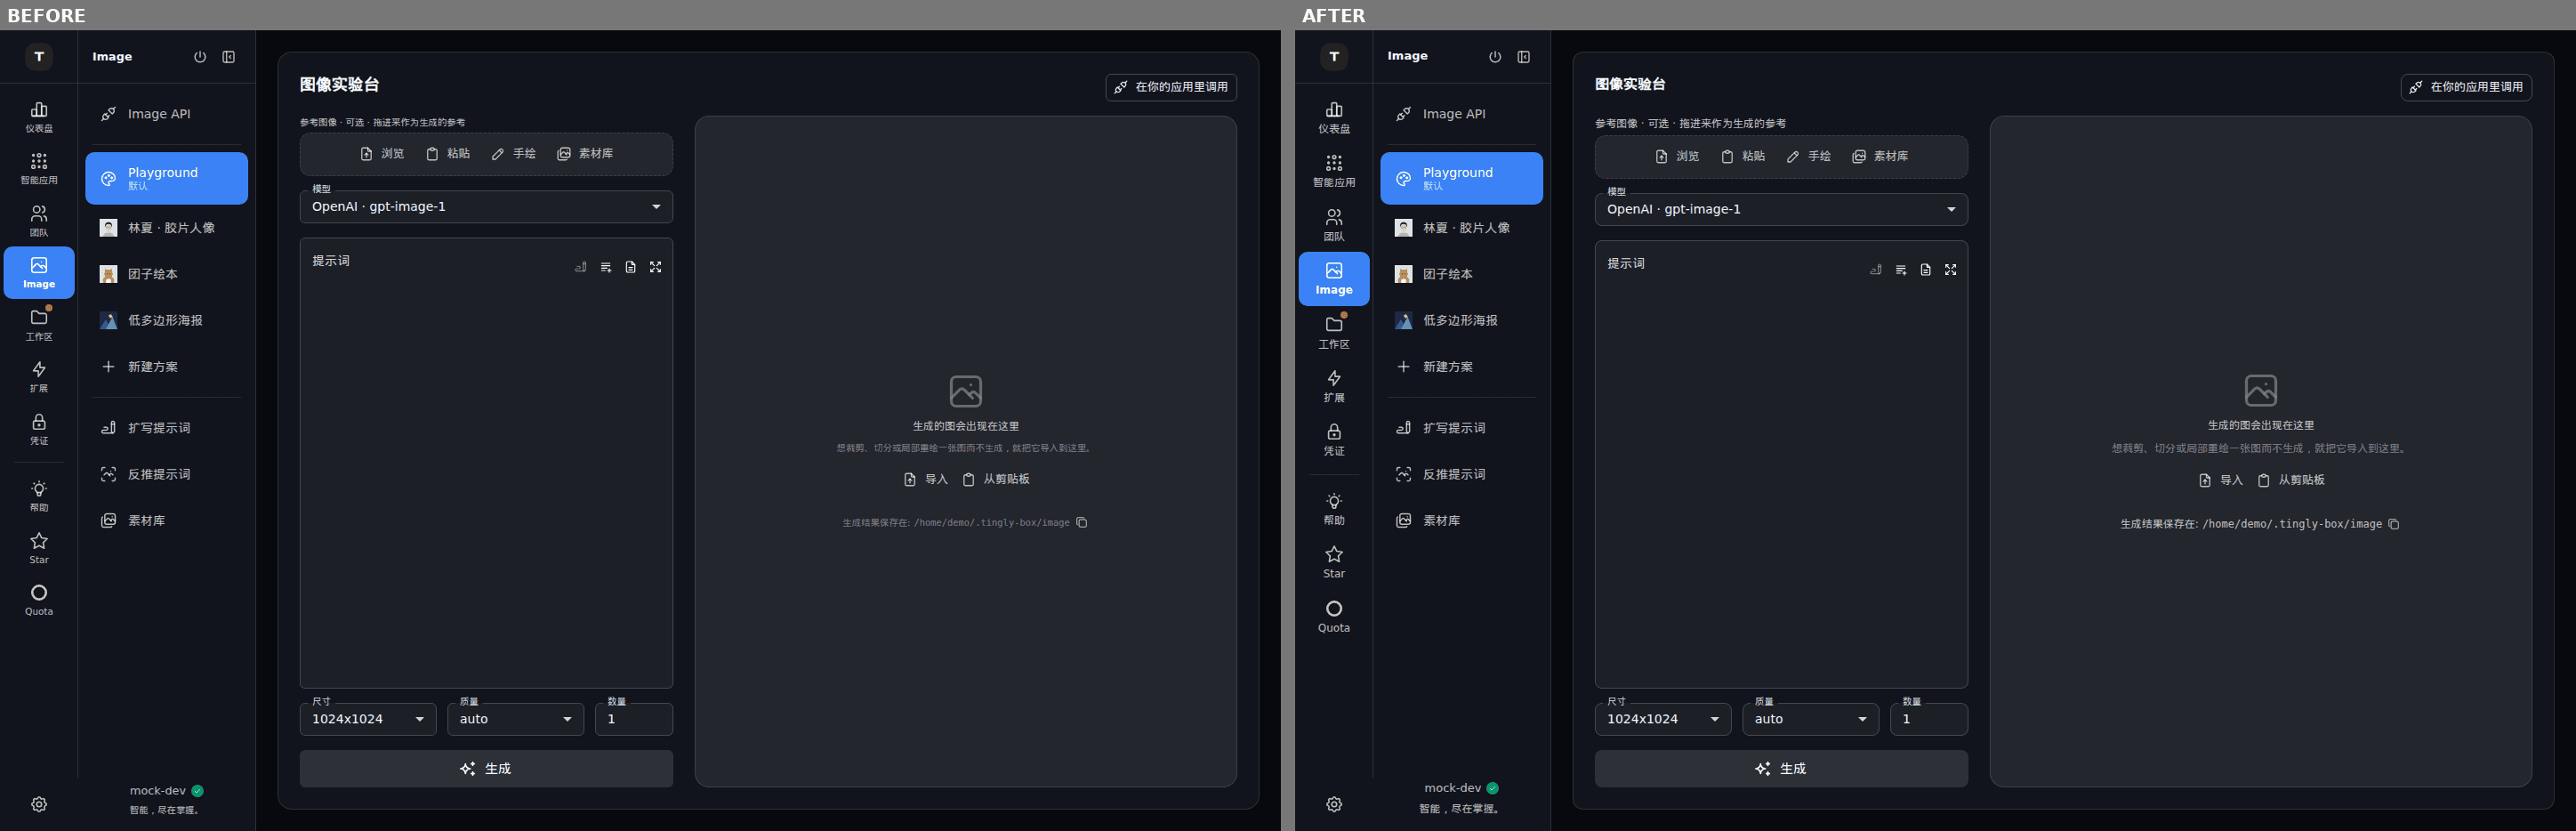 BEFORE
T
Image
仪表盘
智能应用
团队
Image
工作区
扩展
凭证
帮助
Star
Quota
Image API
Playground
默认
林夏 · 胶片人像
团子绘本
低多边形海报
新建方案
扩写提示词
反推提示词
素材库
mock-dev
智能，尽在掌握。
图像实验台
在你的应用里调用
参考图像 · 可选 · 拖进来作为生成的参考
浏览 粘贴 手绘 素材库
模型
OpenAI · gpt-image-1
提示词
尺寸 质量 数量
1024x1024 auto 1
生成
生成的图会出现在这里
想裁剪、切分或局部重绘一张图而不生成，就把它导入到这里。
导入 从剪贴板
生成结果保存在: /home/demo/.tingly-box/image
AFTER
T
Image
仪表盘
智能应用
团队
Image
工作区
扩展
凭证
帮助
Star
Quota
Image API
Playground
默认
林夏 · 胶片人像
团子绘本
低多边形海报
新建方案
扩写提示词
反推提示词
素材库
mock-dev
智能，尽在掌握。
图像实验台
在你的应用里调用
参考图像 · 可选 · 拖进来作为生成的参考
浏览 粘贴 手绘 素材库
模型
OpenAI · gpt-image-1
提示词
尺寸 质量 数量
1024x1024 auto 1
生成
生成的图会出现在这里
想裁剪、切分或局部重绘一张图而不生成，就把它导入到这里。
导入 从剪贴板
生成结果保存在: /home/demo/.tingly-box/image